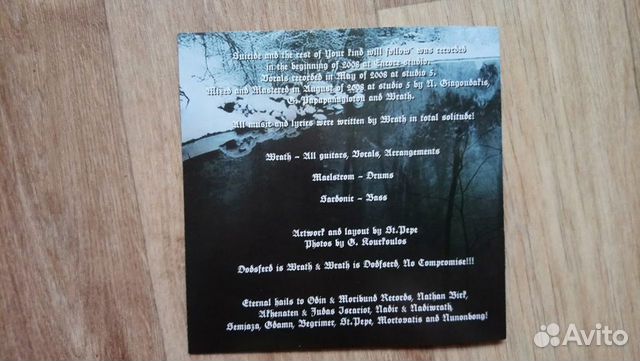 Suicide and the rest of Your kind will follow" was recorded
in the beginning of 2008 at Encore studio.
Vocals recorded in May of 2008 at studio 5.
Mixed and Mastered in August of 2008 at studio 5 by N. Giagoudakis,
G. Papapanagiotou and Wrath.
All music and lyrics were written by Wrath in total solitude!
Wrath - All guitars, Vocals, Arrangements
Maelstrom - Drums
Sardonic - Bass
Artwork and layout by St.Pepe
Photos by G. Kourkoulos
Dodsferd is Wrath & Wrath is Dodfserd, No Compromise!!!
Eternal hails to Odin & Moribund Records, Nathan Birk,
Akhenaten & Judas Iscariot, Nadir & Nadiwrath
Semjaza, Gdamn, Begrimer, St.Pepe, Mortovatis and Nunonbong!
Avito